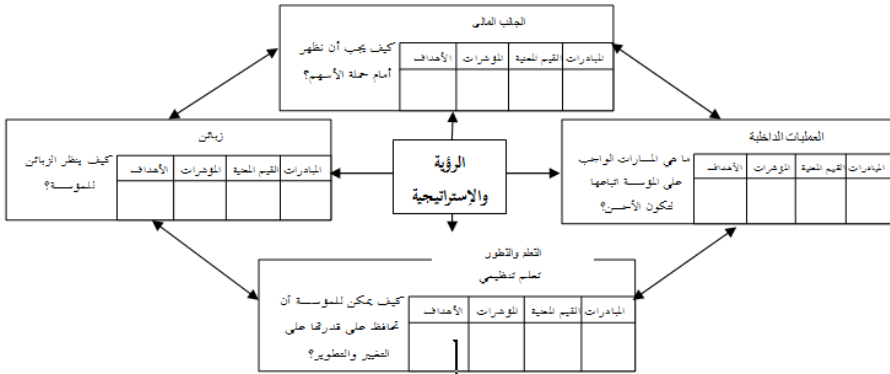 الجانب المالي
كيف يجب أن نظهر
أمام حملة الأسهم؟
الأهداف المؤشرات القيم المعنية المبادرات
العمليات الداخلية
ما هي المسارات الواجب
على المؤسسة اتباعها
لتكون الأحسن؟
الأهداف المؤشرات القيم المعنية المبادرات
الرؤية
والإستراتيجية
زبائن
كيف ينظر الزبائن
للمؤسسة؟
الأهداف المؤشرات القيم المعنية المبادرات
التعلم والتطور
تعلم تنظيمي
كيف يمكن للمؤسسة أن
تحافظ على قدرتها على
التغيير والتطوير؟
الأهداف المؤشرات القيم المعنية المبادرات